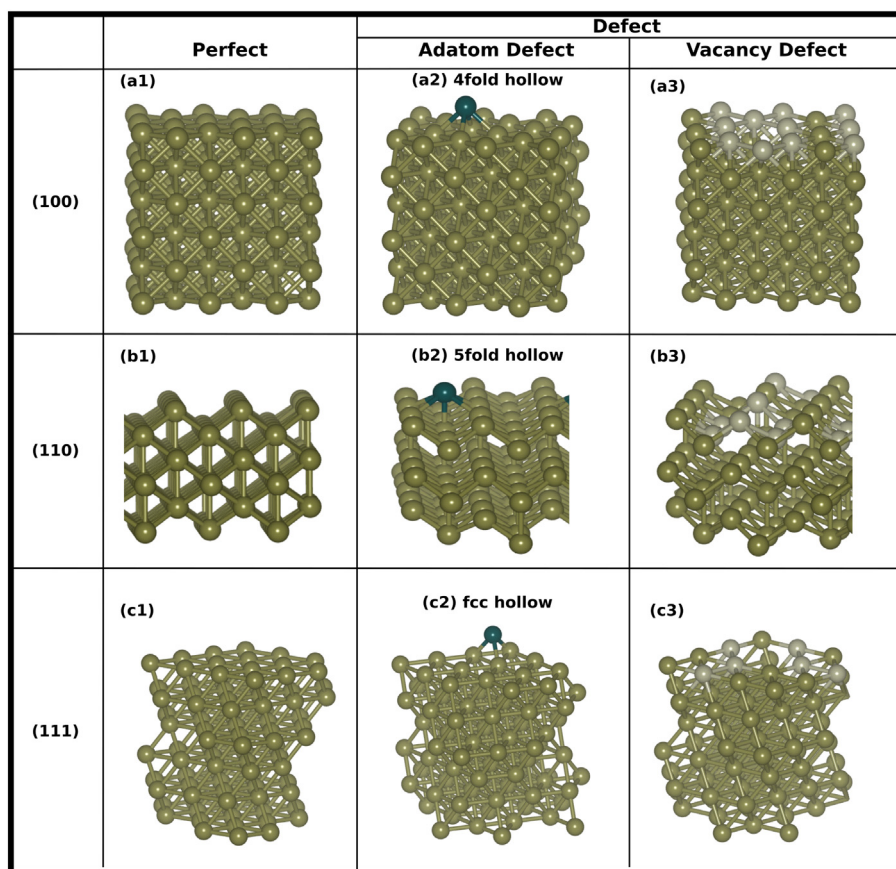 Defect
Perfect
Adatom Defect
Vacancy Defect
(100)
(a1)
(a2) 4fold hollow
(a3)
(110)
(b1)
(b2) 5fold hollow
(b3)
(111)
(c1)
(c2) fcc hollow
(c3)